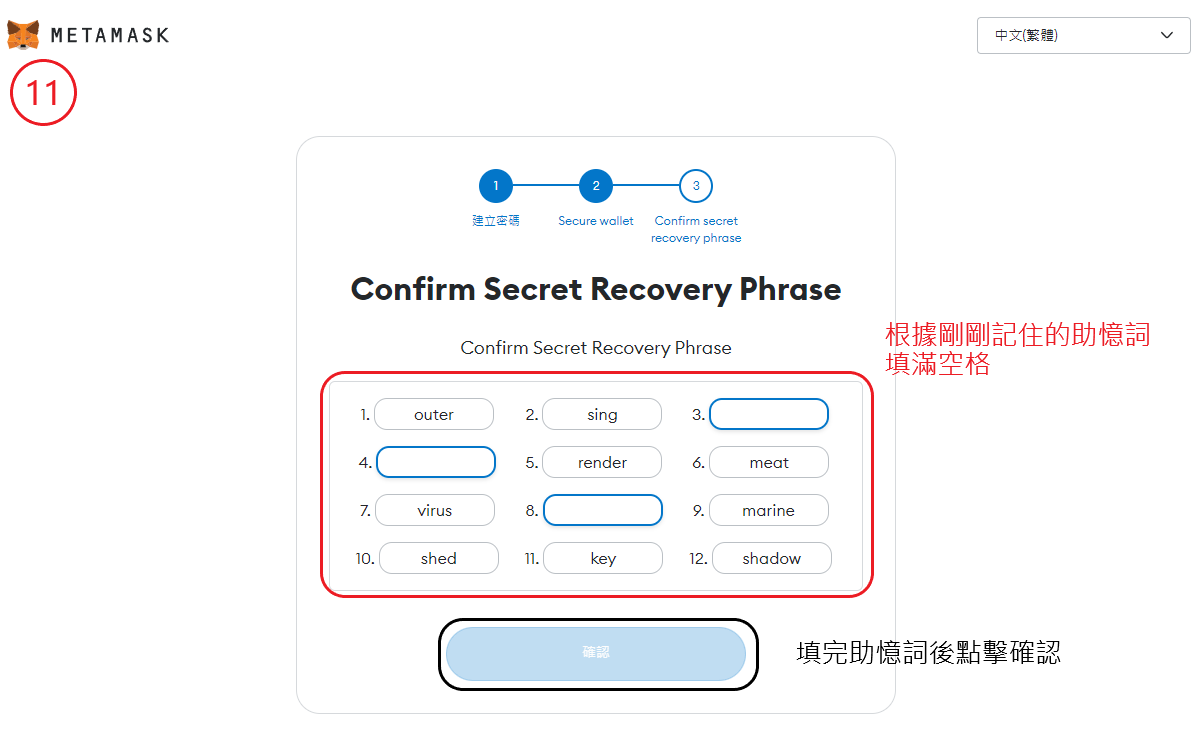 METAMASK
中文(繁體)
11
1 2 3
建立密碼 Secure wallet Confirm secret
recovery phrase
Confirm Secret Recovery Phrase
根據剛剛記住的助憶詞
填滿空格
Confirm Secret Recovery Phrase
1. outer 2. sing 3.
4. 5. render 6. meat
7. virus 8. 9. marine
10. shed 11. key 12. shadow
確認
填完助憶詞後點擊確認